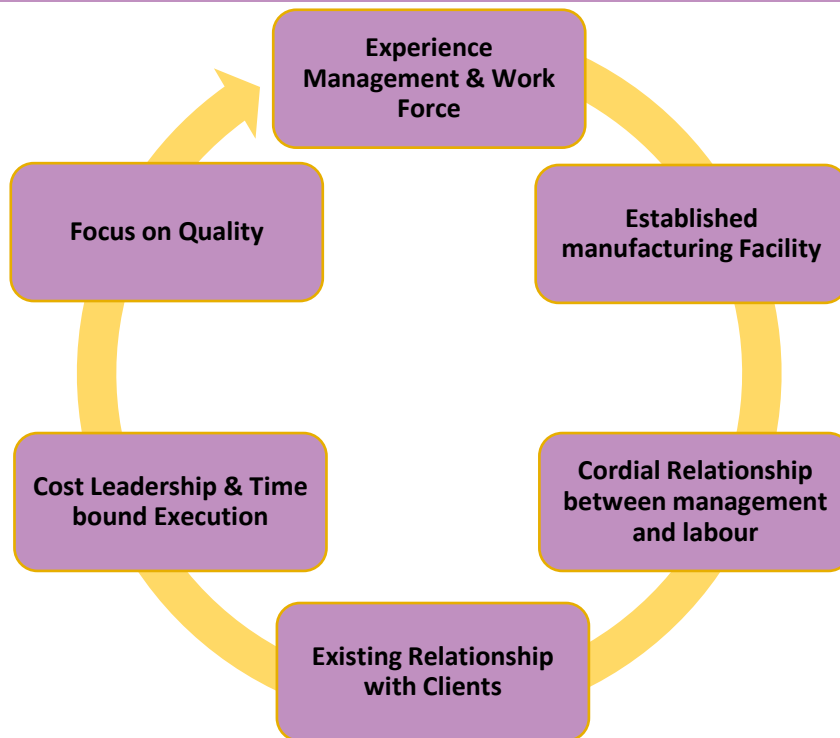 Experience
Management & Work
Force
Established
manufacturing Facility
Cordial Relationship
between management
and labour
Existing Relationship
with Clients
Cost Leadership & Time
bound Execution
Focus on Quality